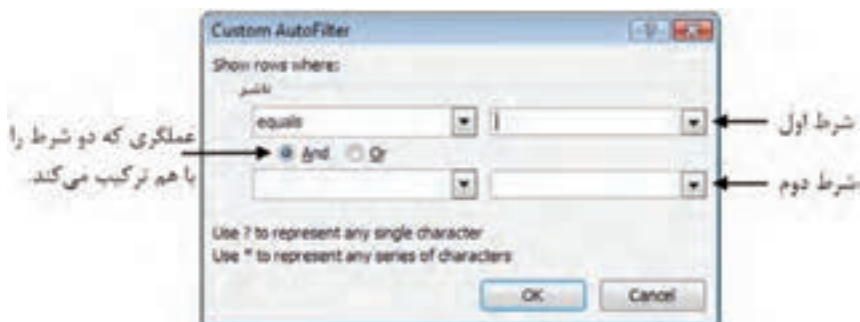 Custom AutoFilter
Show rows where:
ناشر
equals
شرط اول
عملگری که دو شرط را
And Or
با هم ترکیب می‌کند.
شرط دوم
Use ? to represent any single character
Use * to represent any series of characters
OK Cancel